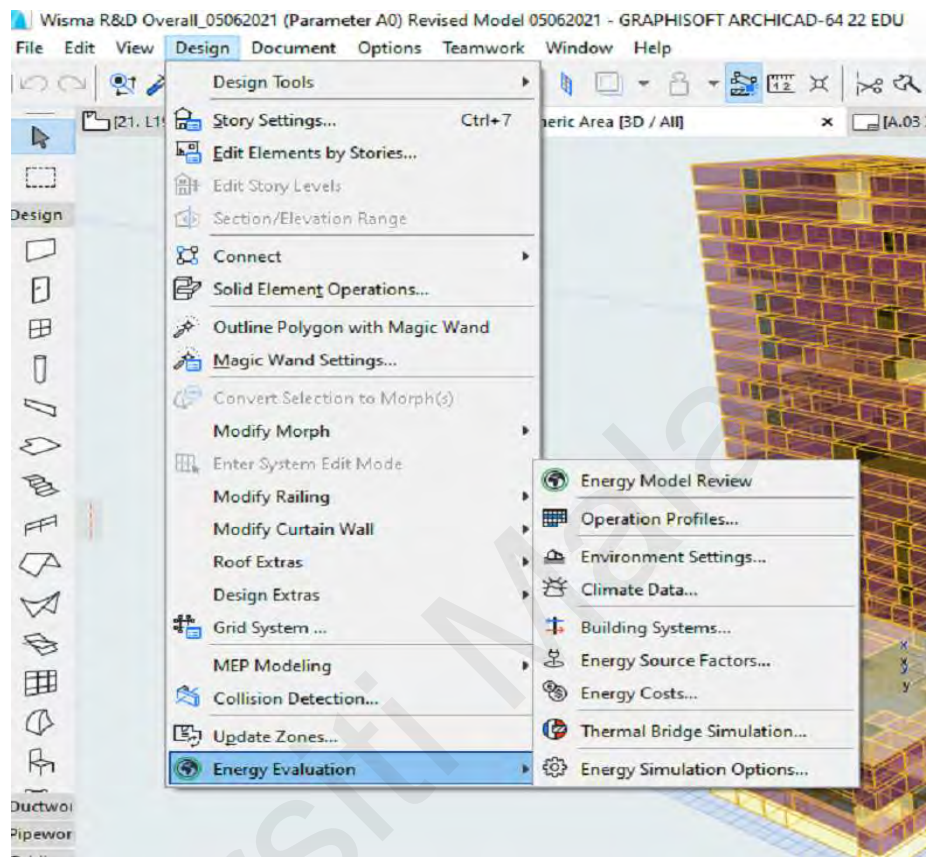 Wisma R&D Overall_05062021 (Parameter A0) Revised Model 05062021 - GRAPHISOFT ARCHICAD-64 22 EDU
File Edit View Design Document Options Teamwork Window Help
[21. L19
neric Area [3D / All]
[A.03
Design
Design Tools
Story Settings... Ctrl+7
Edit Elements by Stories...
Edit Story Levels
Section/Elevation Range
Connect
Solid Element Operations...
Outline Polygon with Magic Wand
Magic Wand Settings...
Convert Selection to Morph(s)
Modify Morph
Enter System Edit Mode
Modify Railing
Modify Curtain Wall
Roof Extras
Design Extras
Grid System ...
MEP Modeling
Collision Detection...
Update Zones...
Energy Evaluation
Energy Model Review
Operation Profiles...
Environment Settings...
Climate Data...
Building Systems...
Energy Source Factors...
Energy Costs...
Thermal Bridge Simulation...
Energy Simulation Options...
x
y
y
Ductwor
Pipewor
rsiti Mala